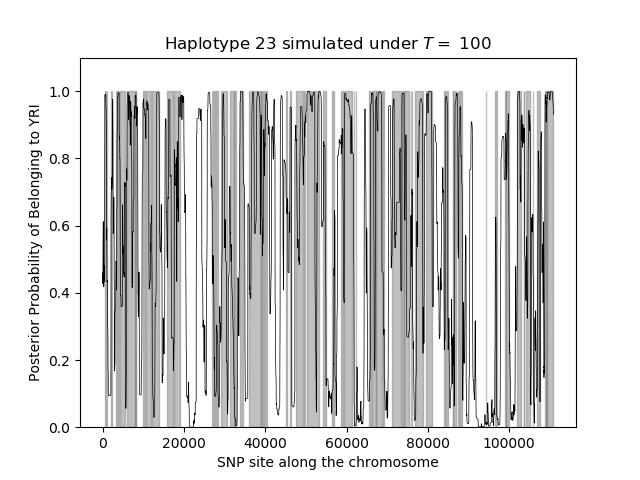 Haplotype 23 simulated under T = 100
Posterior Probability of Belonging to YRI
1.0
0.8
0.6
0.4
0.2
0.0
0 20000 40000 60000 80000 100000
SNP site along the chromosome